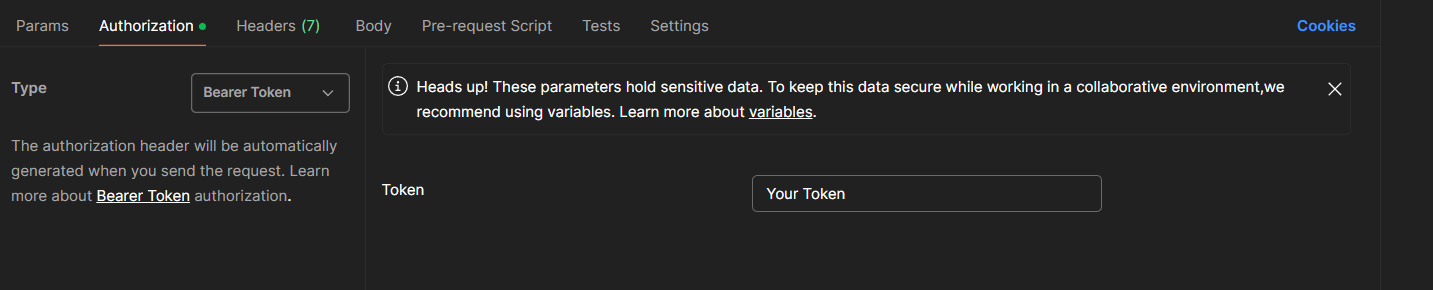 Params Authorization Headers (7) Body Pre-request Script Tests Settings Cookies
Type Bearer Token
The authorization header will be automatically
generated when you send the request. Learn
more about Bearer Token authorization.
Heads up! These parameters hold sensitive data. To keep this data secure while working in a collaborative environment,we
recommend using variables. Learn more about variables.
Token Your Token